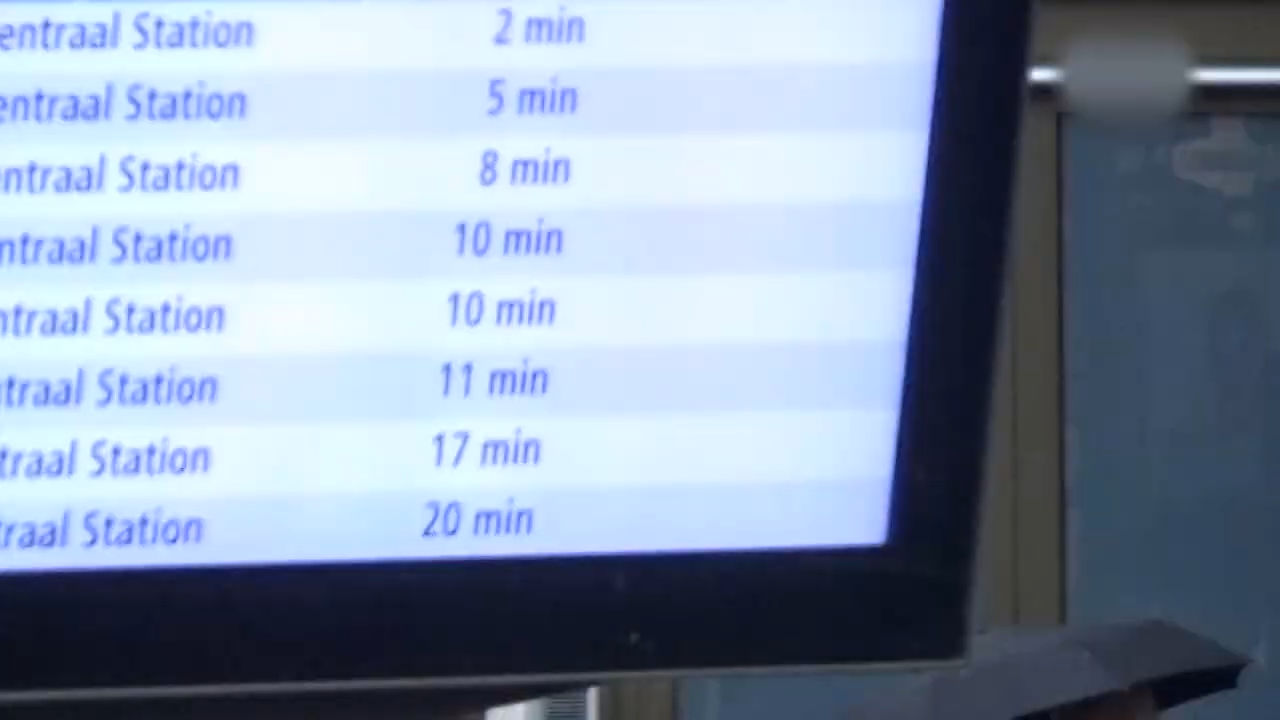 entraal Station 2 min
entraal Station 5 min
ntraal Station 8 min
ntraal Station 10 min
ntraal Station 10 min
traal Station 11 min
traal Station 17 min
raal Station 20 min